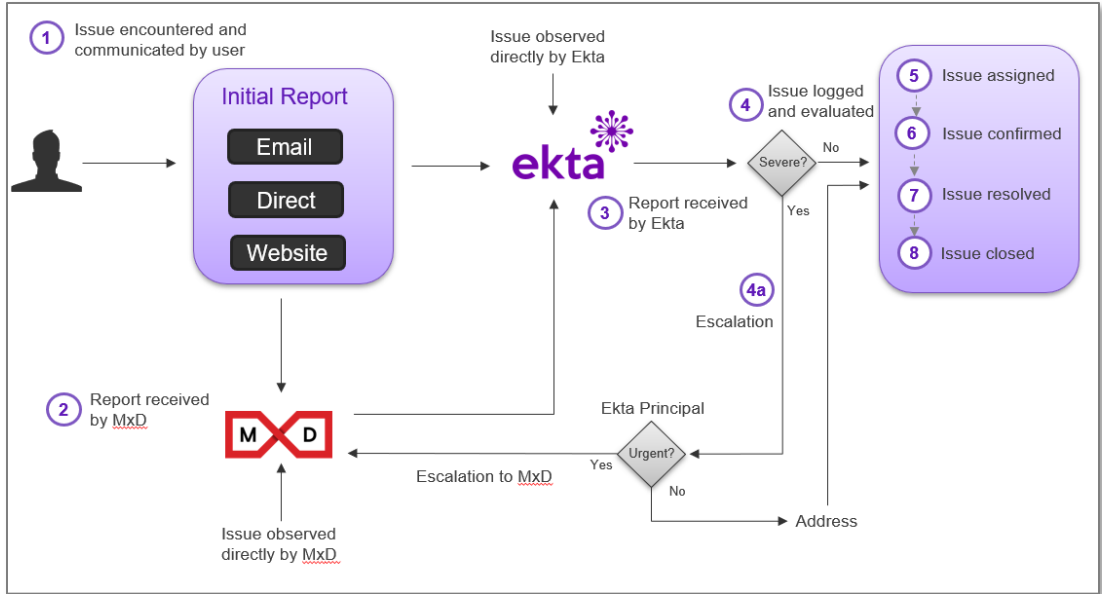 1
Issue encountered and
communicated by user
Initial Report
Email
Direct
Website
Issue observed
directly by Ekta
ekta
3
Report received
by Ekta
4
Issue logged
and evaluated
Severe?
No
Yes
5
Issue assigned
6
Issue confirmed
7
Issue resolved
8
Issue closed
4a
Escalation
2
Report received
by MxD
M D
Issue observed
directly by MxD
Ekta Principal
Urgent?
Yes
No
Escalation to MxD
Address